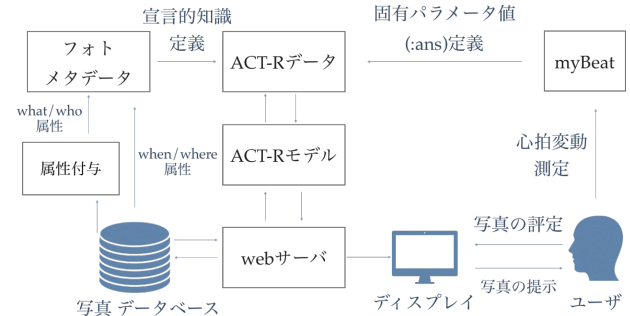 宣言的知識
定義
固有パラメータ値
(:ans)定義
フォト
メタデータ
ACT-Rデータ
myBeat
what/who
属性
when/where
属性
ACT-Rモデル
心拍変動
測定
属性付与
写真の評定
webサーバ
写真の提示
写真 データベース
ディスプレイ
ユーザ